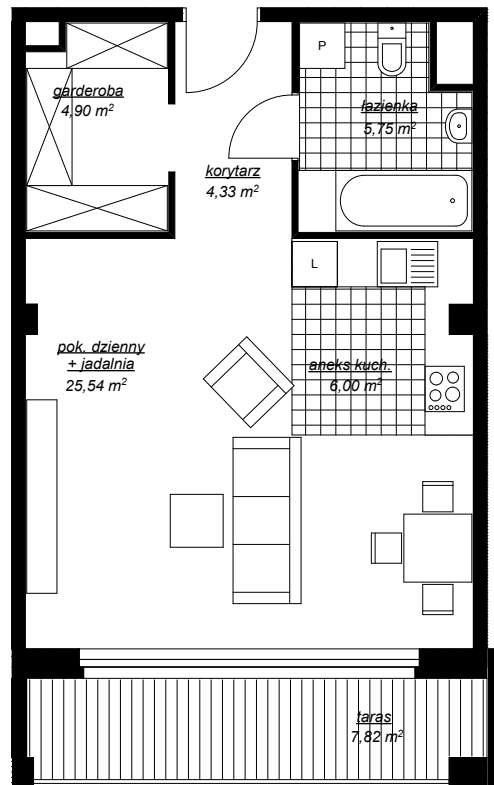 P
garderoba
4,90 m²
łazienka
5,75 m²
korytarz
4,33 m²
L
pok. dzienny
+ jadalnia
25,54 m²
aneks kuch.
6,00 m²
taras
7,82 m²